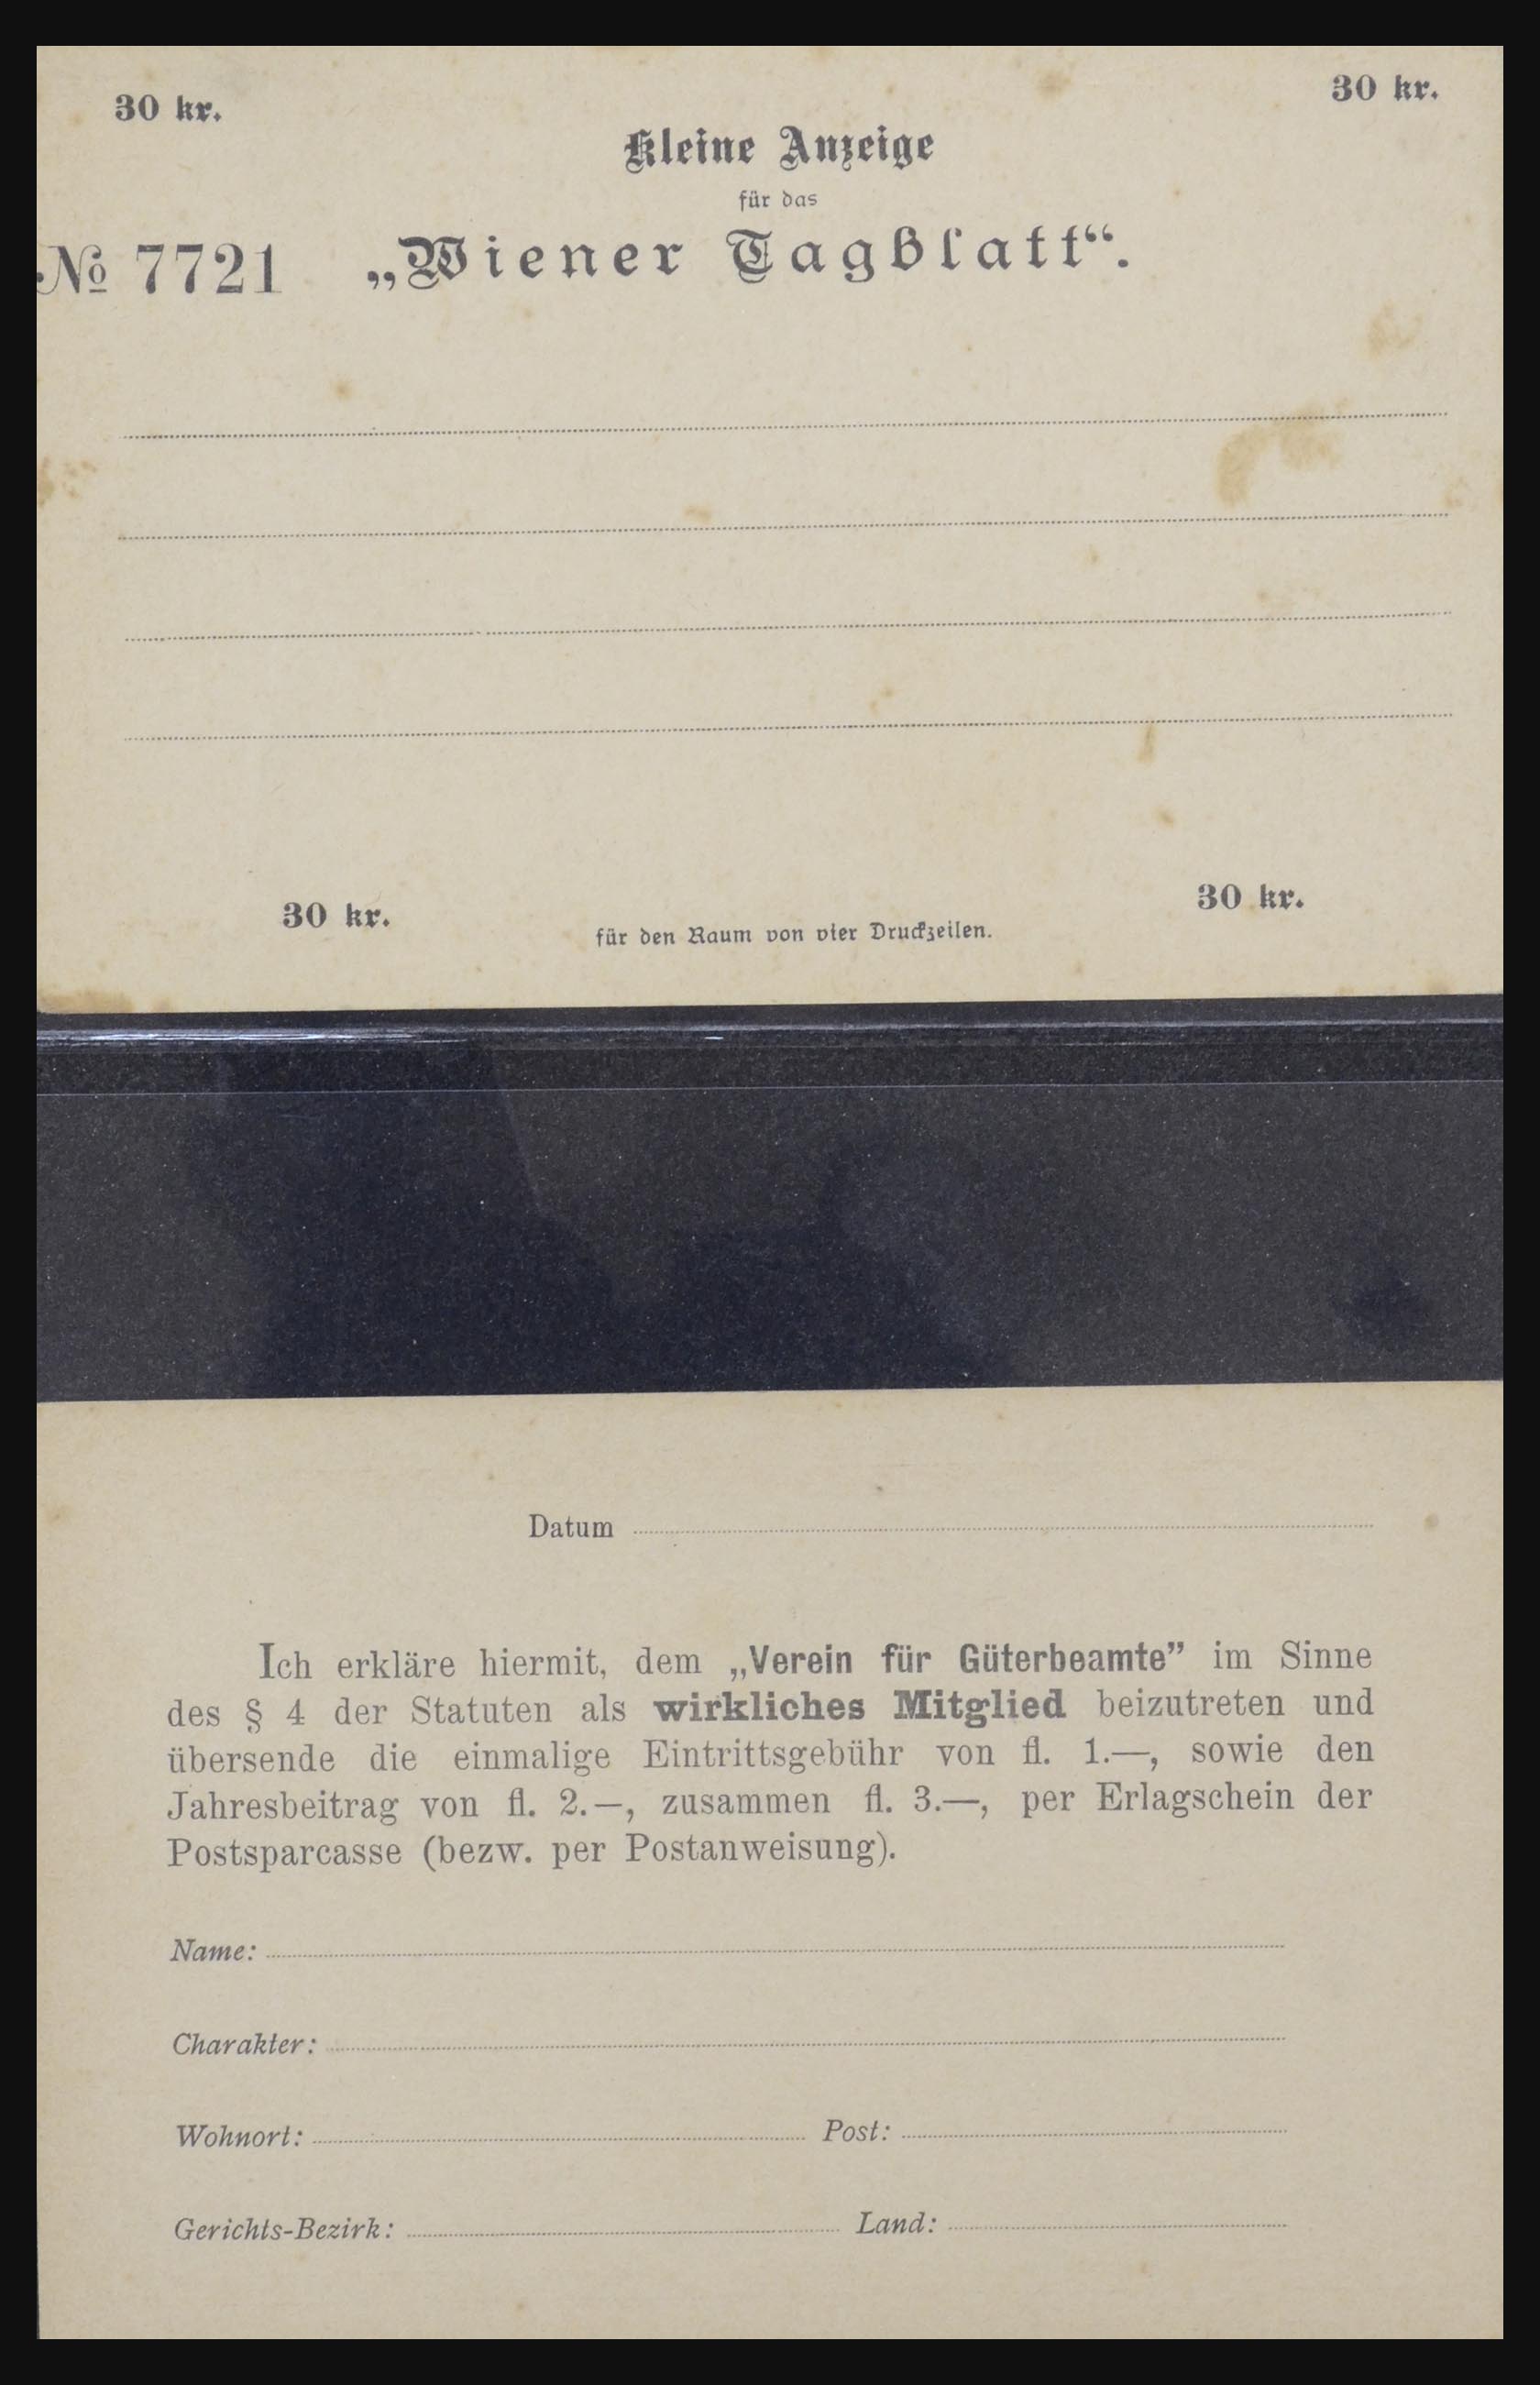 30 kr.
30 kr.
Kleine Anzeige
für das
№ 7721
„Wiener Tagblatt“.
30 kr.
für den Raum von vier Druckzeilen.
30 kr.
Datum
Ich erkläre hiermit, dem „Verein für Güterbeamte” im Sinne
des § 4 der Statuten als wirkliches Mitglied beizutreten und
übersende die einmalige Eintrittsgebühr von fl. 1.—, sowie den
Jahresbeitrag von fl. 2.—, zusammen fl. 3.—, per Erlagschein der
Postsparcasse (bezw. per Postanweisung).
Name:
Charakter:
Wohnort: Post:
Gerichts-Bezirk: Land: